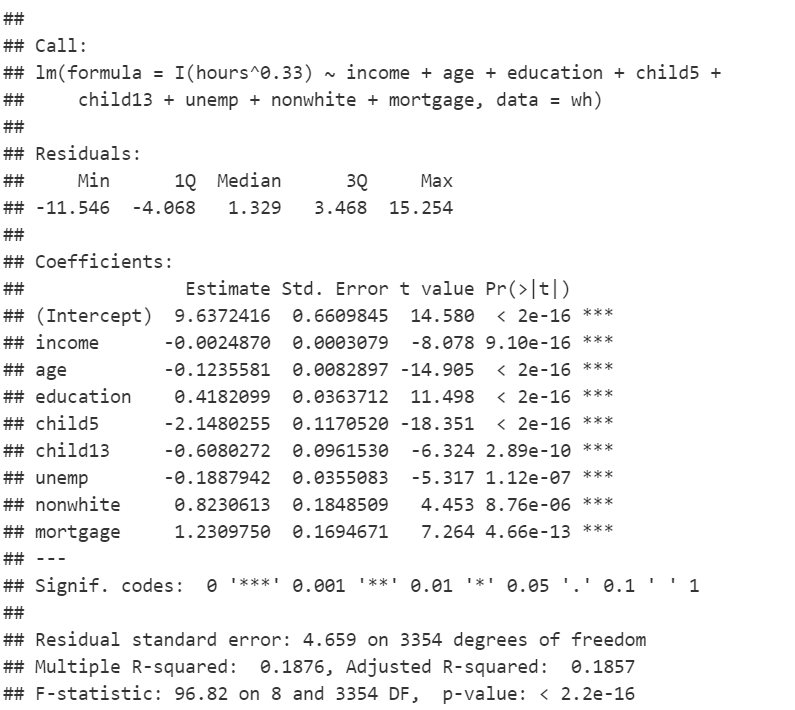 ##
## Call:
## lm(formula = I(hours^0.33) ~ income + age + education + child5 +
##     child13 + unemp + nonwhite + mortgage, data = wh)
##
## Residuals:
##     Min      1Q  Median      3Q     Max
## -11.546  -4.068   1.329   3.468  15.254
##
## Coefficients:
##               Estimate Std. Error t value Pr(>|t|)
## (Intercept)  9.6372416  0.6609845  14.580  < 2e-16 ***
## income      -0.0024870  0.0003079  -8.078 9.10e-16 ***
## age         -0.1235581  0.0082897 -14.905  < 2e-16 ***
## education    0.4182099  0.0363712  11.498  < 2e-16 ***
## child5      -2.1480255  0.1170520 -18.351  < 2e-16 ***
## child13     -0.6080272  0.0961530  -6.324 2.89e-10 ***
## unemp       -0.1887942  0.0355083  -5.317 1.12e-07 ***
## nonwhite     0.8230613  0.1848509   4.453 8.76e-06 ***
## mortgage     1.2309750  0.1694671   7.264 4.66e-13 ***
## ---
## Signif. codes:  0 '***' 0.001 '**' 0.01 '*' 0.05 '.' 0.1 ' ' 1
##
## Residual standard error: 4.659 on 3354 degrees of freedom
## Multiple R-squared:  0.1876, Adjusted R-squared:  0.1857
## F-statistic: 96.82 on 8 and 3354 DF,  p-value: < 2.2e-16